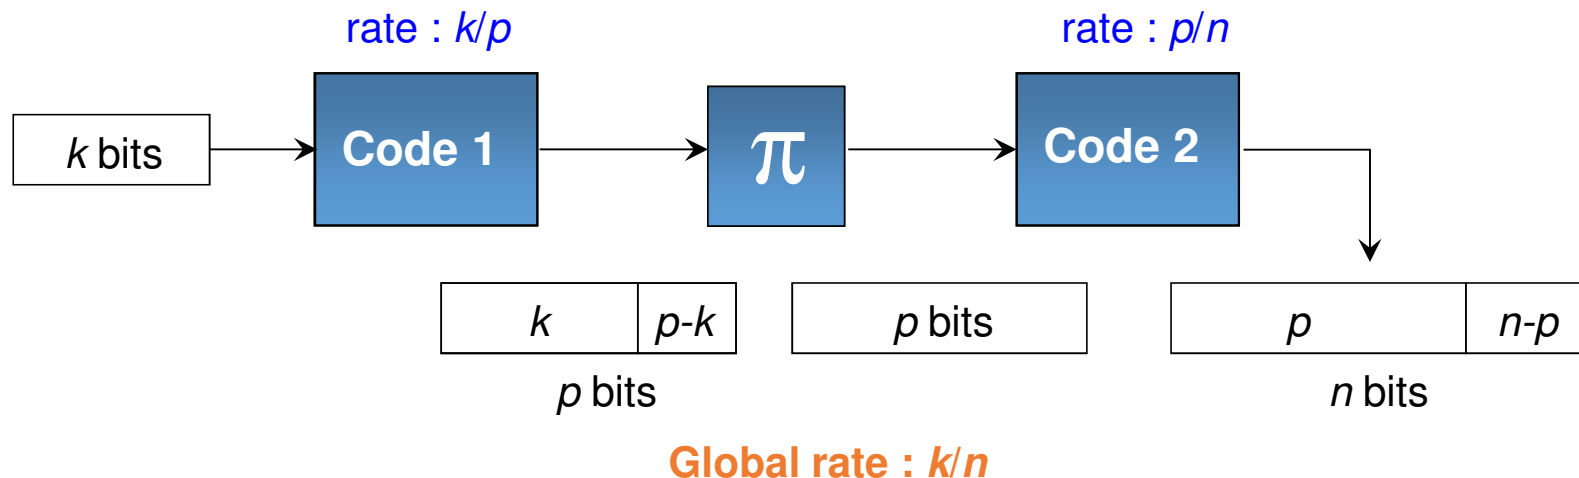 rate : k/p
rate : p/n
k bits
Code 1
π
Code 2
k
p-k
p bits
p
n-p
p bits
n bits
Global rate : k/n